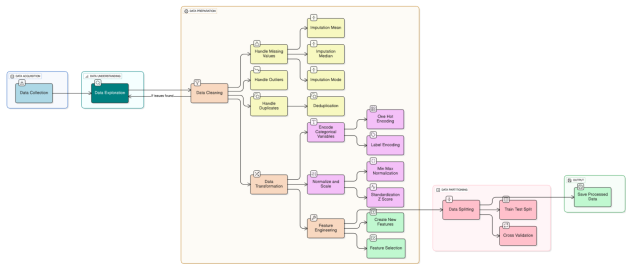 DATA ACQUISITION
Data Collection
DATA UNDERSTANDING
Data Exploration
If issues found
DATA PREPARATION
Data Cleaning
Handle Missing
Values
Imputation Mean
Imputation
Median
Imputation Mode
Handle Outliers
Handle
Duplicates
Deduplication
Data
Transformation
Encode
Categorical
Variables
One Hot
Encoding
Label Encoding
Normalize and
Scale
Min Max
Normalization
Standardization
Z Score
Feature
Engineering
Create New
Features
Feature Selection
DATA PARTITIONING
Data Splitting
Train Test Split
Cross Validation
OUTPUT
Save Processed
Data